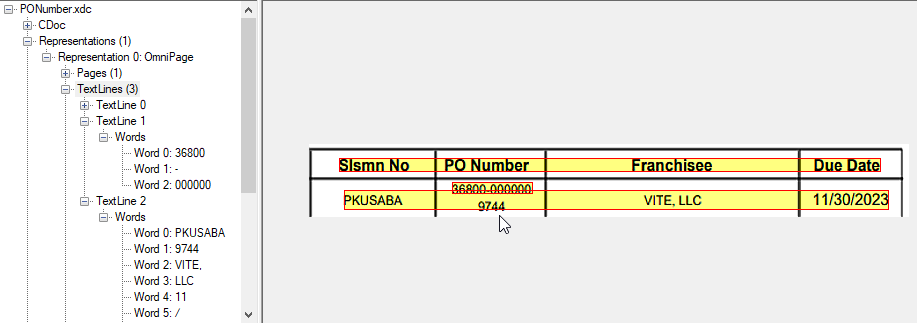 PONumber.xdc
CDoc
Representations (1)
Representation 0: OmniPage
Pages (1)
TextLines (3)
TextLine 0
TextLine 1
Words
Word 0: 36800
Word 1: -
Word 2: 000000
TextLine 2
Words
Word 0: PKUSABA
Word 1: 9744
Word 2: VITE,
Word 3: LLC
Word 4: 11
Word 5: /
Slsmn No PO Number Franchisee Due Date
36800-000000
PKUSABA 9744 VITE, LLC 11/30/2023